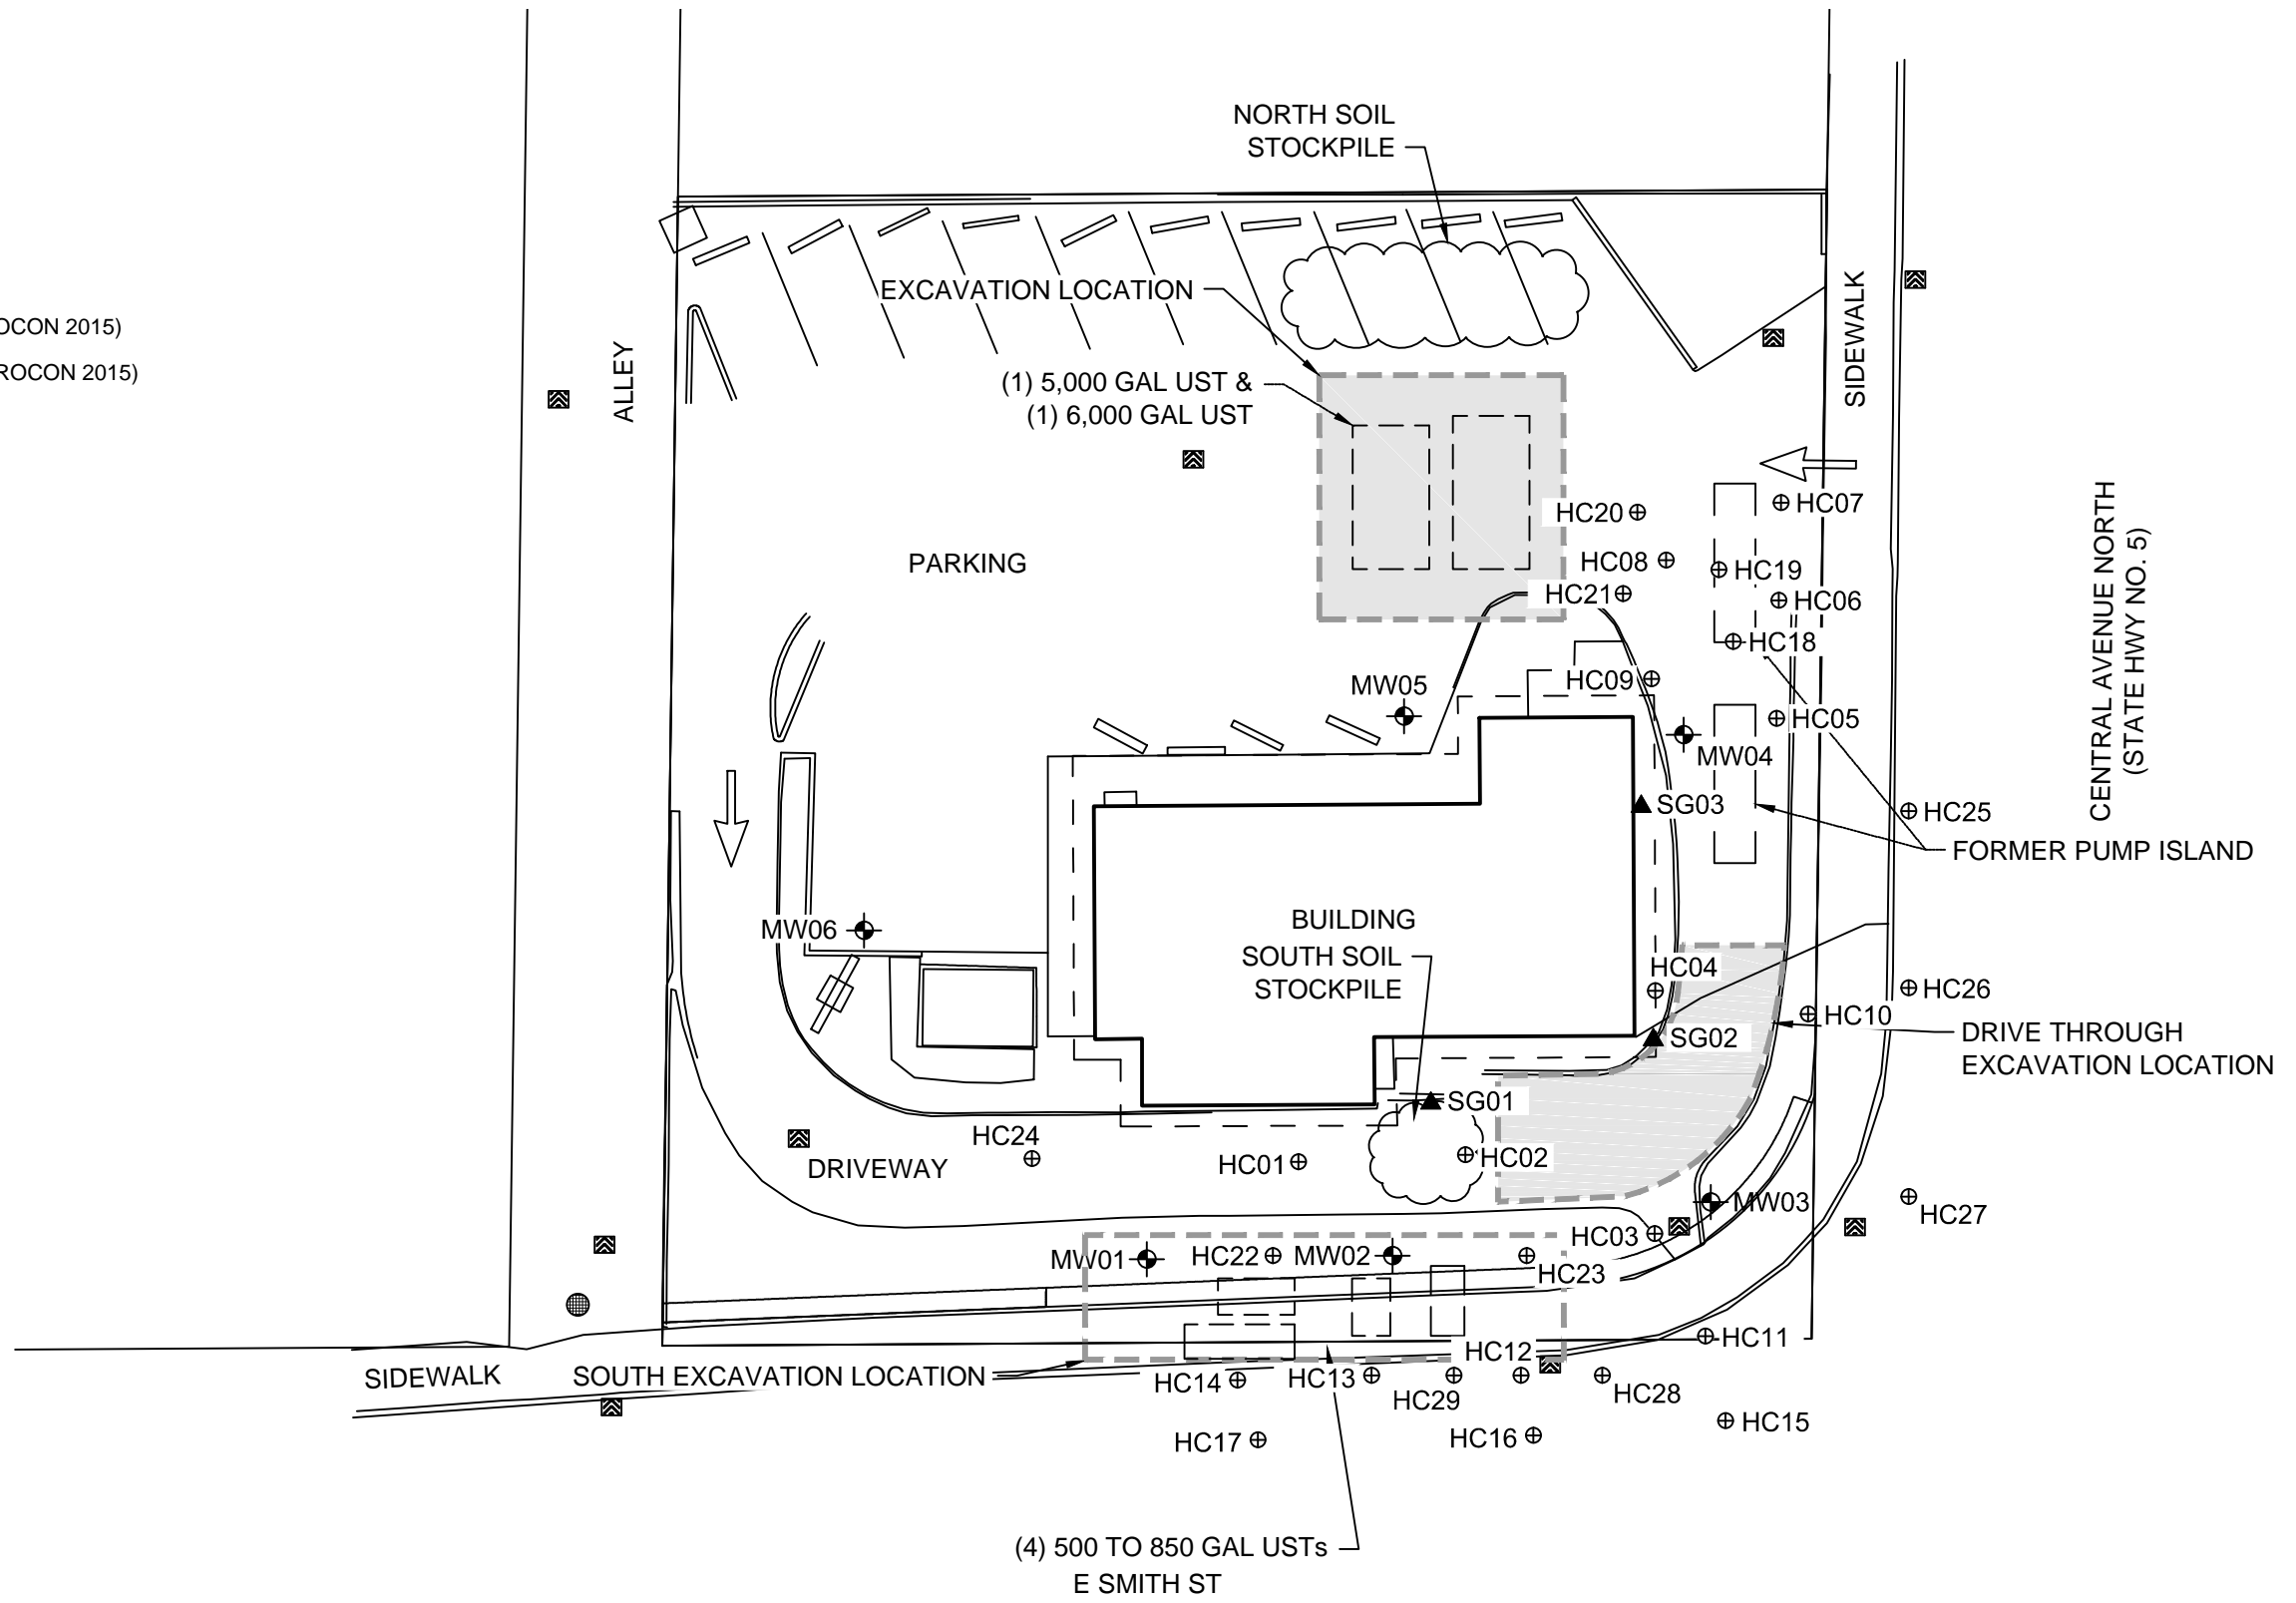 NORTH SOIL
STOCKPILE
EXCAVATION LOCATION
SIDEWALK
OCON 2015)
ROCON 2015)
ALLEY
(1) 5,000 GAL UST &
(1) 6,000 GAL UST
HC07
HC20
PARKING
HC08
HC19
HC21
HC06
HC18
CENTRAL AVENUE NORTH
(STATE HWY NO. 5)
HC09
MW05
HC05
MW04
SG03
HC25
FORMER PUMP ISLAND
BUILDING
MW06
SOUTH SOIL
STOCKPILE
HC04
HC26
HC10
DRIVE THROUGH
EXCAVATION LOCATION
SG02
SG01
HC24
DRIVEWAY
HC01
HC02
MW03
HC27
HC03
MW01
HC22
MW02
HC23
HC11
HC12
SIDEWALK
SOUTH EXCAVATION LOCATION
HC14
HC13
HC29
HC28
HC15
HC17
HC16
(4) 500 TO 850 GAL USTs
E SMITH ST